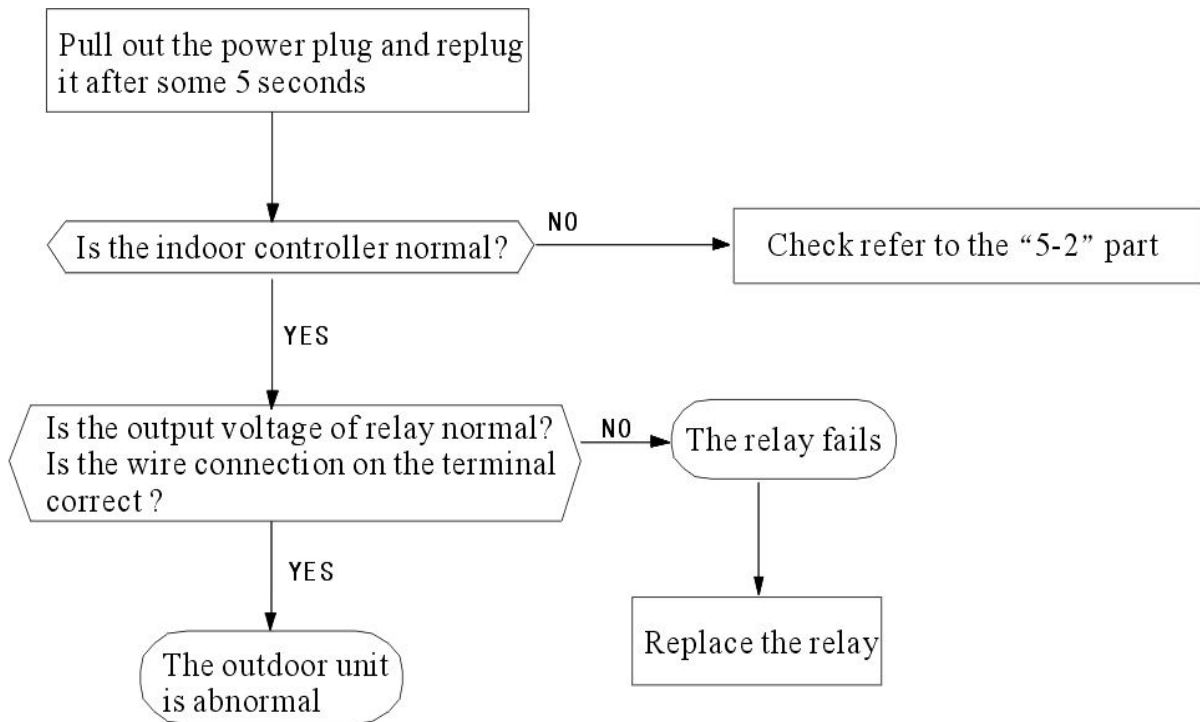 Pull out the power plug and replug
it after some 5 seconds
Is the indoor controller normal?
NO
Check refer to the “5-2” part
YES
Is the output voltage of relay normal?
Is the wire connection on the terminal
correct ?
NO
The relay fails
YES
Replace the relay
The outdoor unit
is abnormal